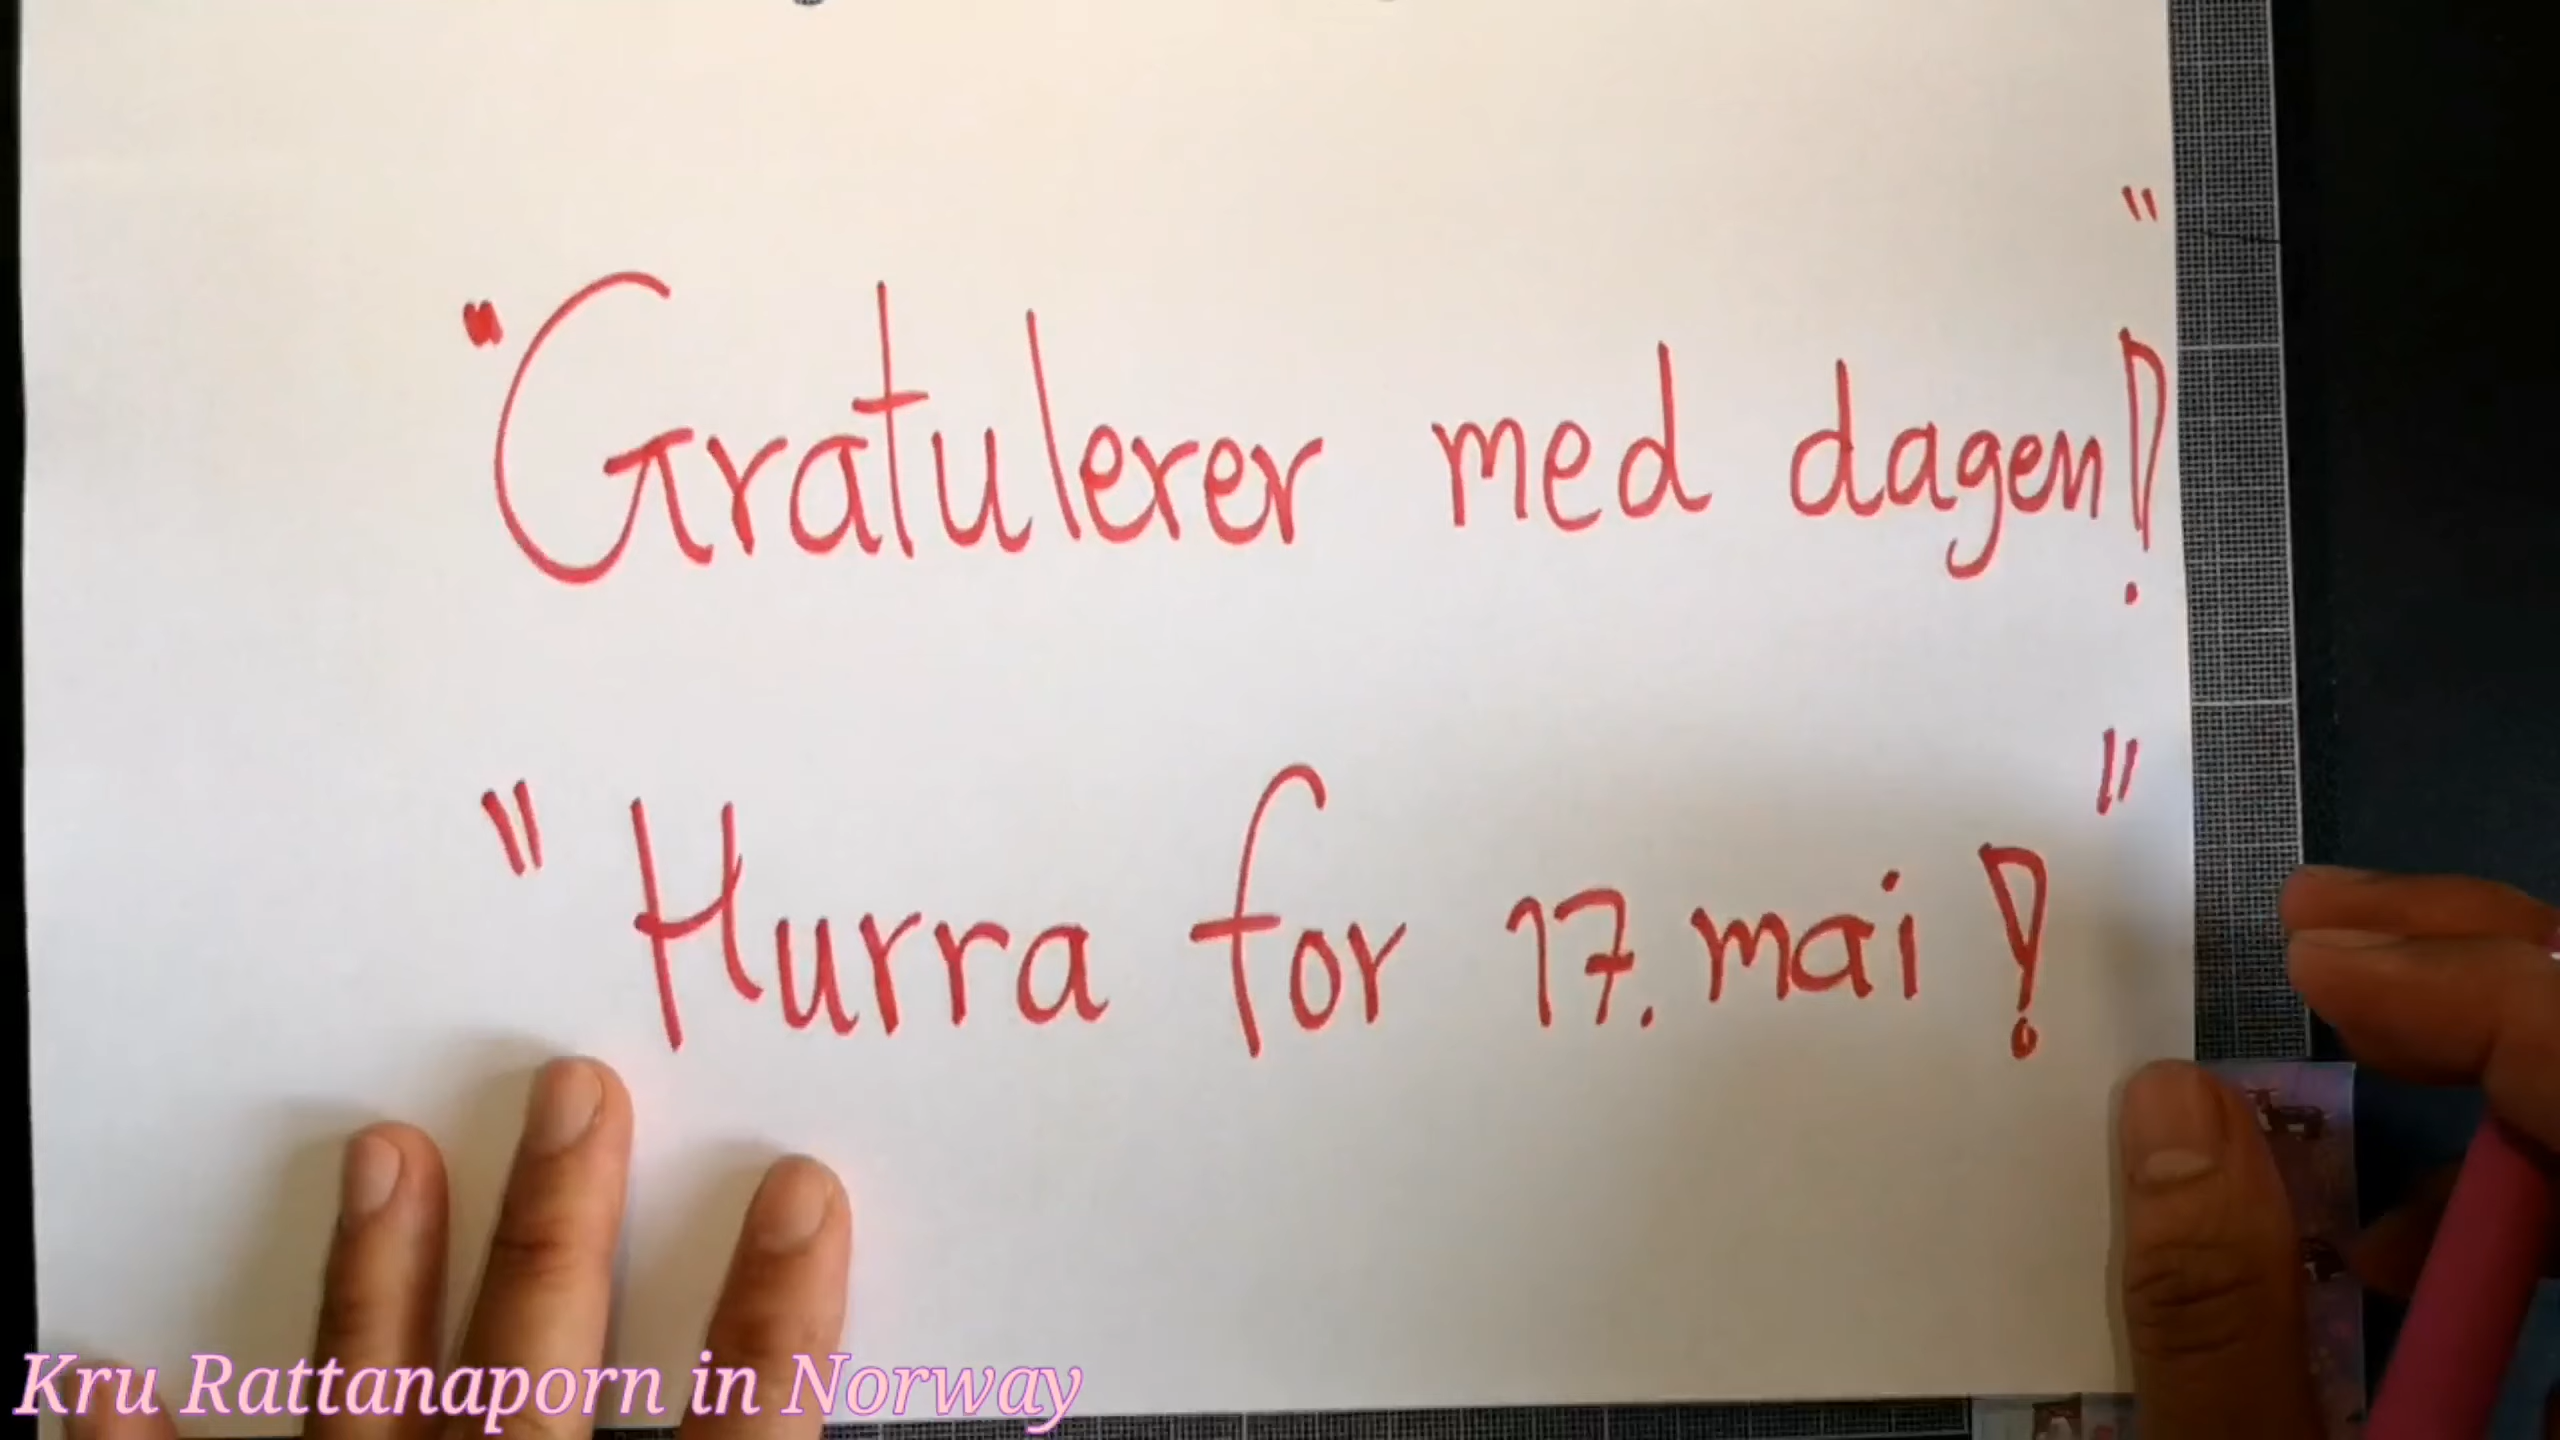 "Gratulerer med dagen!"
"Hurra for 17. mai!"
Kru Rattanaporn in Norway